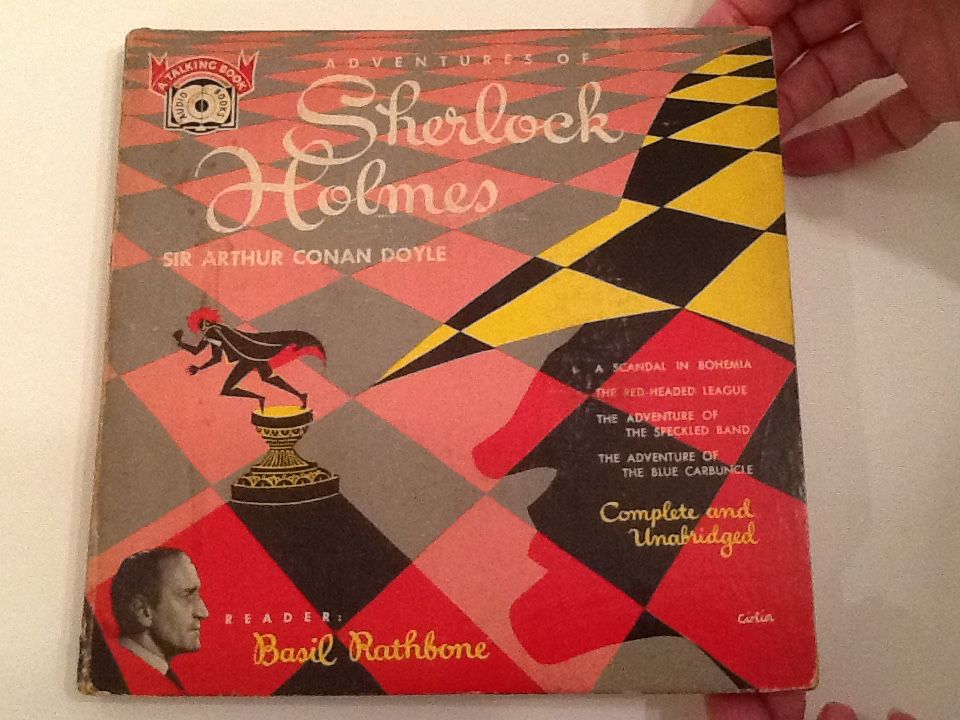 A TALKING BOOK
AUDIO BOOKS
ADVENTURES OF
Sherlock
Holmes
SIR ARTHUR CONAN DOYLE
A SCANDAL IN BOHEMIA
THE RED-HEADED LEAGUE
THE ADVENTURE OF
THE SPECKLED BAND
THE ADVENTURE OF
THE BLUE CARBUNCLE
Complete and
Unabridged
READER:
Basil Rathbone